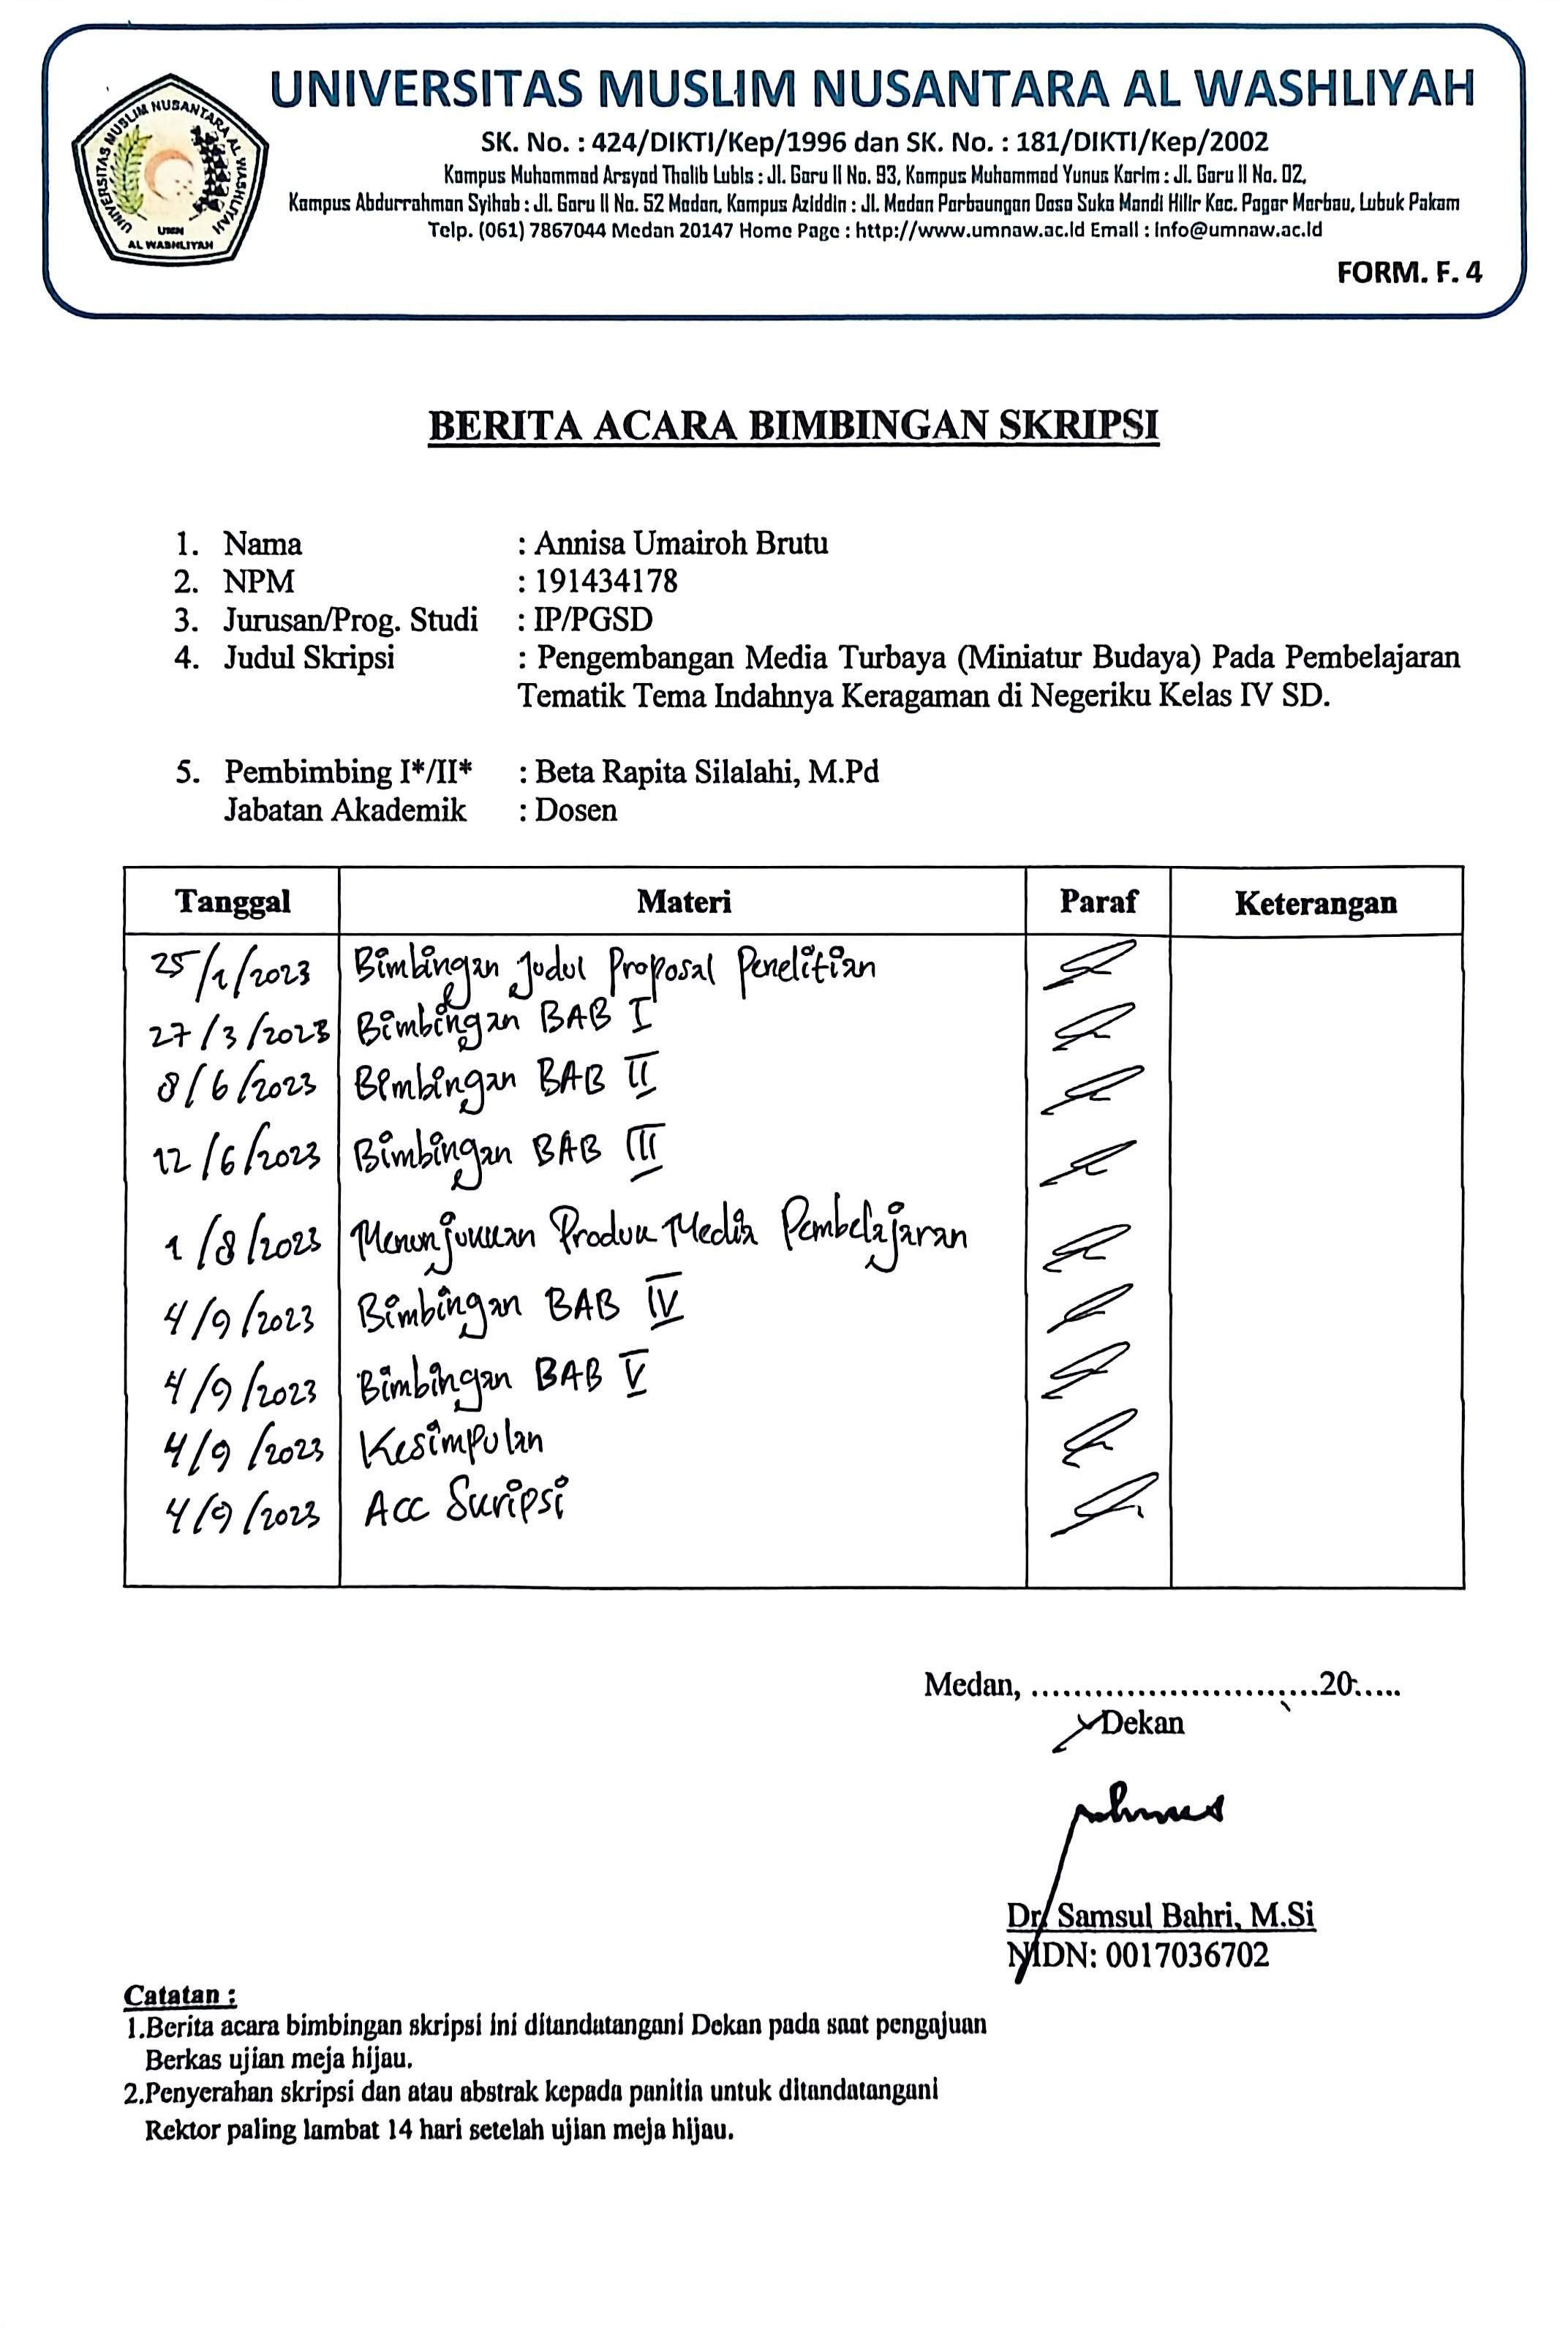 UNIVERSITAS MUSLIM NUSANTARA AL WASHLIYAH
UMN
AL WASHLIYAH
UNIVERSITAS MUSLIM NUSANTARA AL WASHLIYAH
SK. No. : 424/DIKTI/Kep/1996 dan SK. No. : 181/DIKTI/Kep/2002
Kampus Muhammad Arsyad Thalib Lubis : Jl. Garu II No. 93, Kampus Muhammad Yunus Karim : Jl. Garu II No. 02,
Kampus Abdurrahman Syihab : Jl. Garu II No. 52 Medan, Kampus Aziddin : Jl. Medan Perbaungan Desa Suka Mandi Hilir Kec. Pagar Merbau, Lubuk Pakam
Telp. (061) 7867044 Medan 20147 Home Page : http://www.umnaw.ac.id Email : info@umnaw.ac.id
FORM. F. 4
BERITA ACARA BIMBINGAN SKRIPSI
1. Nama : Annisa Umairoh Brutu
2. NPM : 191434178
3. Jurusan/Prog. Studi : IP/PGSD
4. Judul Skripsi : Pengembangan Media Turbaya (Miniatur Budaya) Pada Pembelajaran
Tematik Tema Indahnya Keragaman di Negeriku Kelas IV SD.
5. Pembimbing I*/II* : Beta Rapita Silalahi, M.Pd
Jabatan Akademik : Dosen
Tanggal Materi Paraf Keterangan
25/1/2023 Bimbingan Judul Proposal Penelitian
27/3/2023 Bimbingan BAB I
8/6/2023 Bimbingan BAB II
12/6/2023 Bimbingan BAB III
1/8/2023 Menunjukkan Produk Media Pembelajaran
4/9/2023 Bimbingan BAB IV
4/9/2023 Bimbingan BAB V
4/9/2023 Kesimpulan
4/9/2023 Acc Skripsi
Medan, ...........................20.....
Dekan
Dr. Samsul Bahri, M.Si
NIDN: 0017036702
Catatan :
1.Berita acara bimbingan skripsi ini ditandatangani Dekan pada saat pengajuan
Berkas ujian meja hijau.
2.Penyerahan skripsi dan atau abstrak kepada panitia untuk ditandatangani
Rektor paling lambat 14 hari setelah ujian meja hijau.